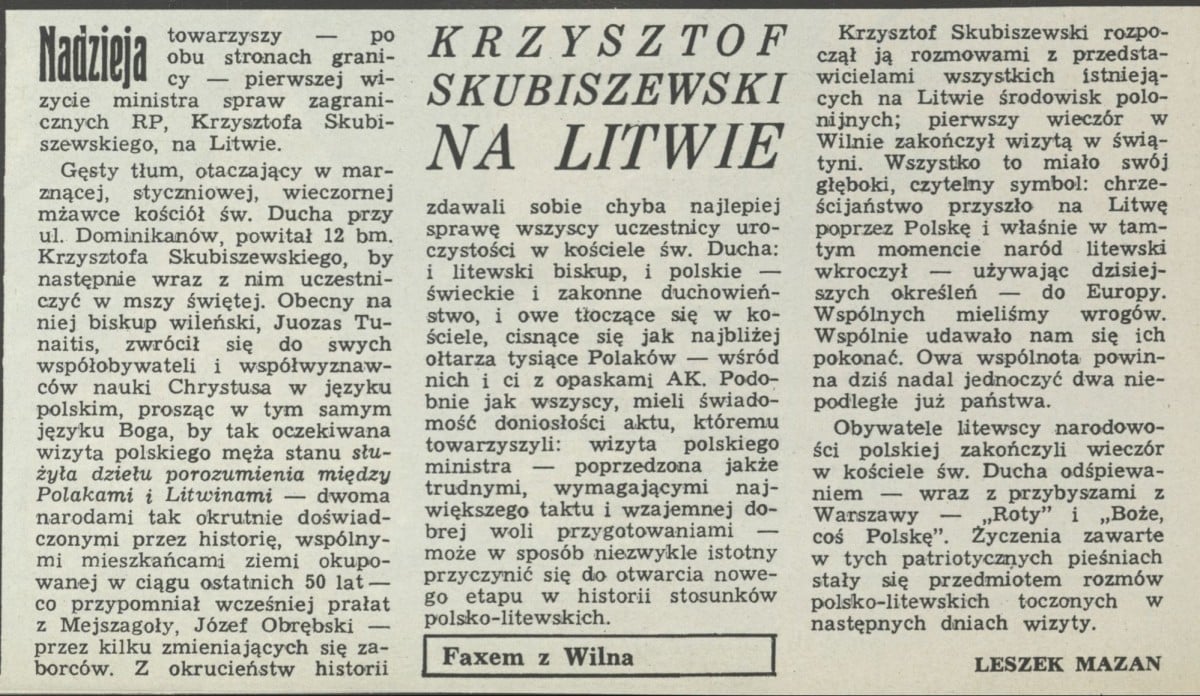 KRZYSZTOF
SKUBISZEWSKI
NA LITWIE
Nadzieja towarzyszy — po
obu stronach grani-
cy — pierwszej wi-
zycie ministra spraw zagrani-
cznych RP, Krzysztofa Skubi-
szewskiego, na Litwie.
Gęsty tłum, otaczający w mar-
znącej, styczniowej, wieczornej
mżawce kościół św. Ducha przy
ul. Dominikanów, powitał 12 bm.
Krzysztofa Skubiszewskiego, by
następnie wraz z nim uczestni-
czyć w mszy świętej. Obecny na
niej biskup wileński, Juozas Tu-
naitis, zwrócił się do swych
współobywateli i współwyznaw-
ców nauki Chrystusa w języku
polskim, prosząc w tym samym
języku Boga, by tak oczekiwana
wizyta polskiego męża stanu słu-
żyła dziełu porozumienia między
Polakami i Litwinami — dwoma
narodami tak okrutnie doświad-
czonymi przez historię, wspólny-
mi mieszkańcami ziemi okupo-
wanej w ciągu ostatnich 50 lat —
co przypomniał wcześniej prałat
z Mejszagoły, Józef Obrębski —
przez kilku zmieniających się za-
borców. Z okrucieństw historii
zdawali sobie chyba najlepiej
sprawę wszyscy uczestnicy uro-
czystości w kościele św. Ducha:
i litewski biskup, i polskie —
świeckie i zakonne duchowień-
stwo, i owe tłoczące się w ko-
ściele, cisnące się jak najbliżej
ołtarza tysiące Polaków — wśród
nich i ci z opaskami AK. Podo-
bnie jak wszyscy, mieli świado-
mość doniosłości aktu, któremu
towarzyszyli: wizyta polskiego
ministra — poprzedzona jakże
trudnymi, wymagającymi naj-
większego taktu i wzajemnej do-
brej woli przygotowaniami —
może w sposób niezwykle istotny
przyczynić się do otwarcia nowe-
go etapu w historii stosunków
polsko-litewskich.
Faxem z Wilna
Krzysztof Skubiszewski rozpo-
czął ją rozmowami z przedsta-
wicielami wszystkich istnieją-
cych na Litwie środowisk polo-
nijnych; pierwszy wieczór w
Wilnie zakończył wizytą w świą-
tyni. Wszystko to miało swój
głęboki, czytelny symbol: chrze-
ścijaństwo przyszło na Litwę
poprzez Polskę i właśnie w tam-
tym momencie naród litewski
wkroczył — używając dzisiej-
szych określeń — do Europy.
Wspólnych mieliśmy wrogów.
Wspólnie udawało nam się ich
pokonać. Owa wspólnota powin-
na dziś nadal jednoczyć dwa nie-
podległe już państwa.
Obywatele litewscy narodowo-
ści polskiej zakończyli wieczór
w kościele św. Ducha odśpiewa-
niem — wraz z przybyszami z
Warszawy — „Roty” i „Boże,
coś Polskę”. Życzenia zawarte
w tych patriotycznych pieśniach
stały się przedmiotem rozmów
polsko-litewskich toczonych w
następnych dniach wizyty.
LESZEK MAZAN